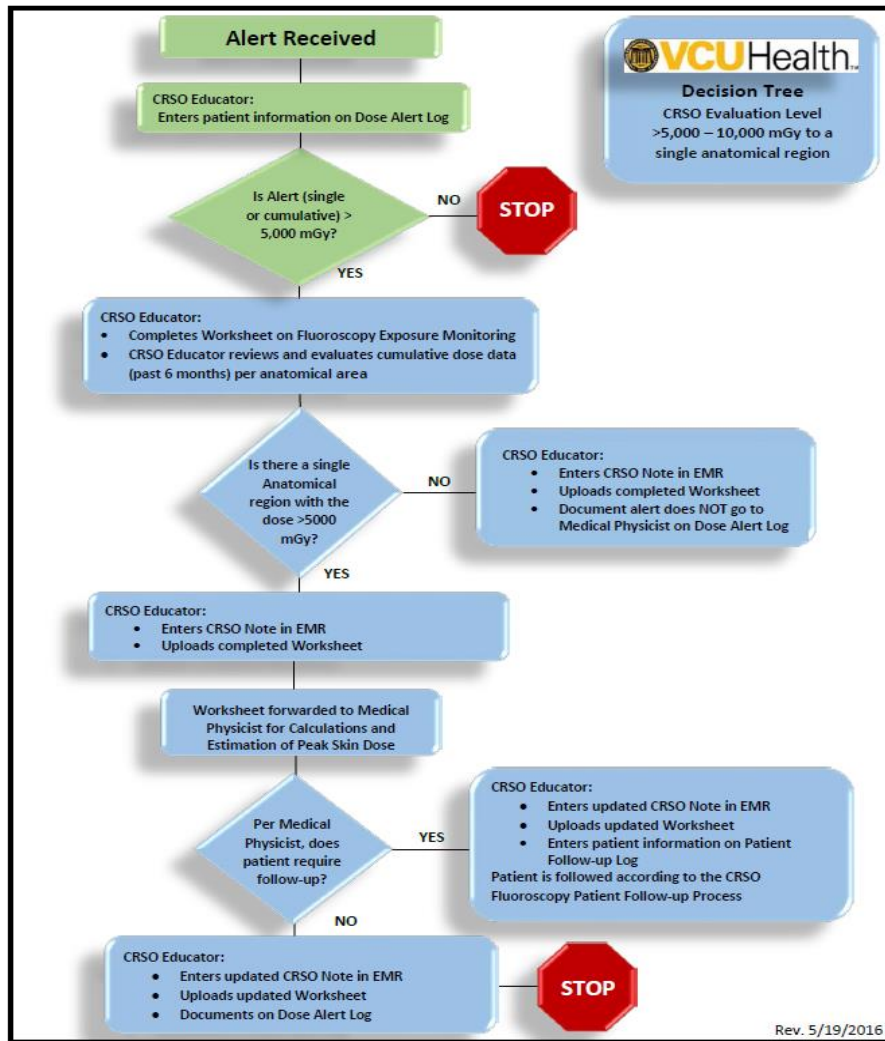 Alert Received
VCUHealth™
Decision Tree
CRSO Evaluation Level
>5,000 – 10,000 mGy to a
single anatomical region
CRSO Educator:
Enters patient information on Dose Alert Log
Is Alert (single
or cumulative) >
5,000 mGy?
NO
STOP
YES
CRSO Educator:
• Completes Worksheet on Fluoroscopy Exposure Monitoring
• CRSO Educator reviews and evaluates cumulative dose data
(past 6 months) per anatomical area
Is there a single
Anatomical
region with the
dose >5000
mGy?
NO
CRSO Educator:
• Enters CRSO Note in EMR
• Uploads completed Worksheet
• Document alert does NOT go to
Medical Physicist on Dose Alert Log
YES
CRSO Educator:
• Enters CRSO Note in EMR
• Uploads completed Worksheet
Worksheet forwarded to Medical
Physicist for Calculations and
Estimation of Peak Skin Dose
Per Medical
Physicist, does
patient require
follow-up?
YES
CRSO Educator:
• Enters updated CRSO Note in EMR
• Uploads updated Worksheet
• Enters patient information on Patient
Follow-up Log
Patient is followed according to the CRSO
Fluoroscopy Patient Follow-up Process
NO
CRSO Educator:
• Enters updated CRSO Note in EMR
• Uploads updated Worksheet
• Documents on Dose Alert Log
STOP
Rev. 5/19/2016